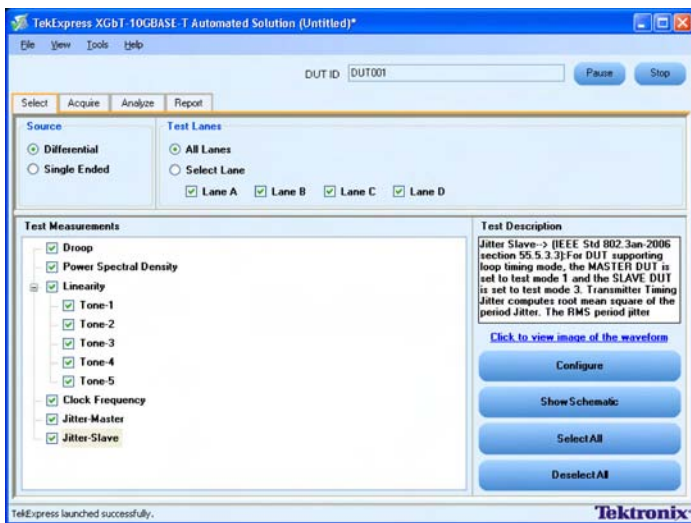 TekExpress XGbT-10GBASE-T Automated Solution (Untitled)*
File View Tools Help
DUT ID DUT001 Pause Stop
Select Acquire Analyze Report
Source
Differential
Single Ended
Test Lanes
All Lanes
Select Lane
Lane A Lane B Lane C Lane D
Test Measurements
Droop
Power Spectral Density
Linearity
Tone-1
Tone-2
Tone-3
Tone-4
Tone-5
Clock Frequency
Jitter-Master
Jitter-Slave
Test Description
Jitter Slave--> (IEEE Std 802.3an-2006
section 55.5.3.3):For DUT supporting
loop timing mode, the MASTER DUT is
set to test mode 1 and the SLAVE DUT
is set to test mode 3. Transmitter Timing
Jitter computes root mean square of the
period Jitter. The RMS period jitter
Click to view image of the waveform
Configure
Show Schematic
Select All
Deselect All
TekExpress launched successfully.
Tektronix